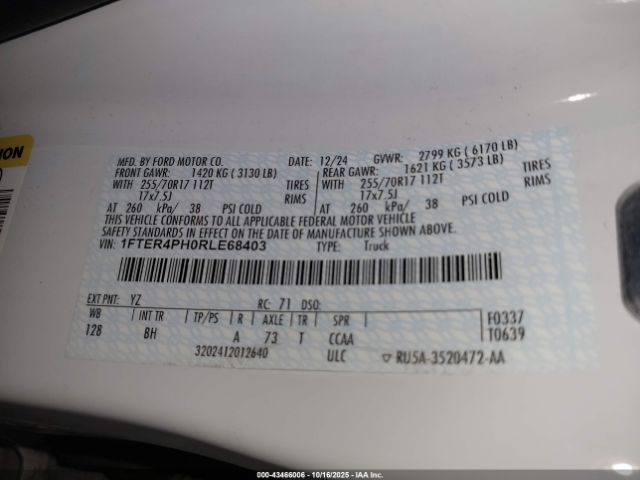 ION
MFD. BY FORD MOTOR CO. DATE: 12/24 GVWR: 2799 KG ( 6170 LB)
FRONT GAWR: 1420 KG ( 3130 LB) REAR GAWR: 1621 KG ( 3573 LB)
WITH 255/70R17 112T TIRES WITH 255/70R17 112T TIRES
17x7.5J RIMS 17x7.5J RIMS
AT 260 kPa/ 38 PSI COLD AT 260 kPa/ 38 PSI COLD
THIS VEHICLE CONFORMS TO ALL APPLICABLE FEDERAL MOTOR VEHICLE
SAFETY STANDARDS IN EFFECT ON THE DATE OF MANUFACTURE SHOWN ABOVE.
VIN: 1FTER4PH0RLE68403 TYPE: Truck
EXT PNT: YZ RC: 71 DSO:
WB INT TR TP/PS R AXLE TR SPR F0337
128 BH A 73 T CCAA T0639
3202412012640 ULC ▽ RU5A-3520472-AA
000-43466006 - 10/16/2025 - IAA Inc.